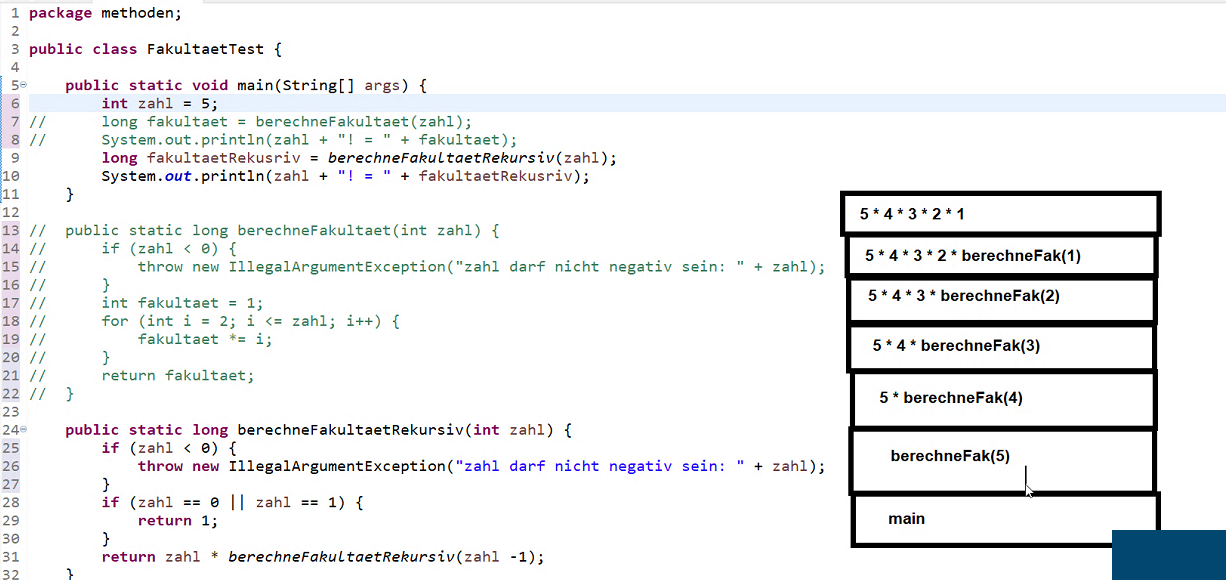 1 package methoden;
2
3 public class FakultaetTest {
4
5 public static void main(String[] args) {
6 int zahl = 5;
7 // long fakultaet = berechneFakultaet(zahl);
8 // System.out.println(zahl + "! = " + fakultaet);
9 long fakultaetRekusriv = berechneFakultaetRekursiv(zahl);
10 System.out.println(zahl + "! = " + fakultaetRekusriv);
11 }
12
13 // public static long berechneFakultaet(int zahl) {
14 // if (zahl < 0) {
15 // throw new IllegalArgumentException("zahl darf nicht negativ sein: " + zahl);
16 // }
17 // int fakultaet = 1;
18 // for (int i = 2; i <= zahl; i++) {
19 // fakultaet *= i;
20 // }
21 // return fakultaet;
22 // }
23
24 public static long berechneFakultaetRekursiv(int zahl) {
25 if (zahl < 0) {
26 throw new IllegalArgumentException("zahl darf nicht negativ sein: " + zahl);
27 }
28 if (zahl == 0 || zahl == 1) {
29 return 1;
30 }
31 return zahl * berechneFakultaetRekursiv(zahl -1);
32 }
5 * 4 * 3 * 2 * 1
5 * 4 * 3 * 2 * berechneFak(1)
5 * 4 * 3 * berechneFak(2)
5 * 4 * berechneFak(3)
5 * berechneFak(4)
berechneFak(5)
main